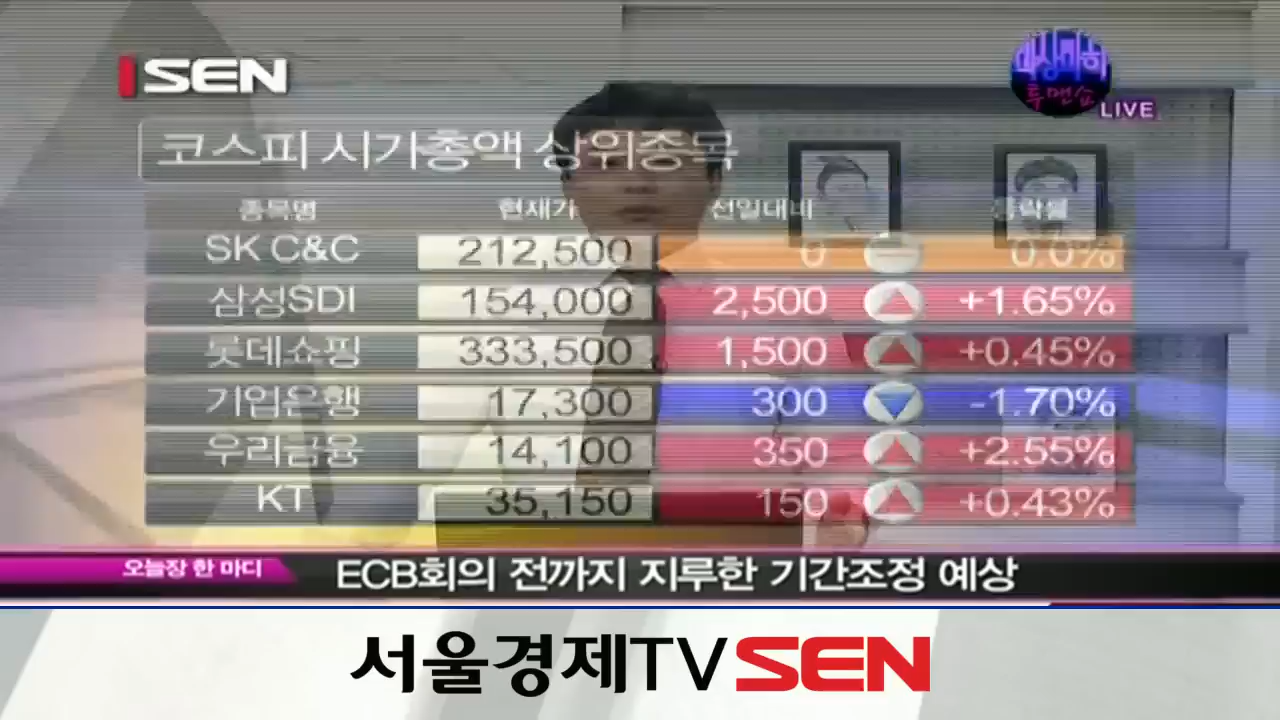 SEN
투맨쇼
LIVE
코스피 시가총액 상위종목
종목명 현재가 전일대비 등락률
SK C&C 212,500 0 0.0%
삼성SDI 154,000 2,500 +1.65%
롯데쇼핑 333,500 1,500 +0.45%
기업은행 17,300 300 -1.70%
우리금융 14,100 350 +2.55%
KT 35,150 150 +0.43%
오늘장 한 마디 ECB회의 전까지 지루한 기간조정 예상
서울경제TV SEN